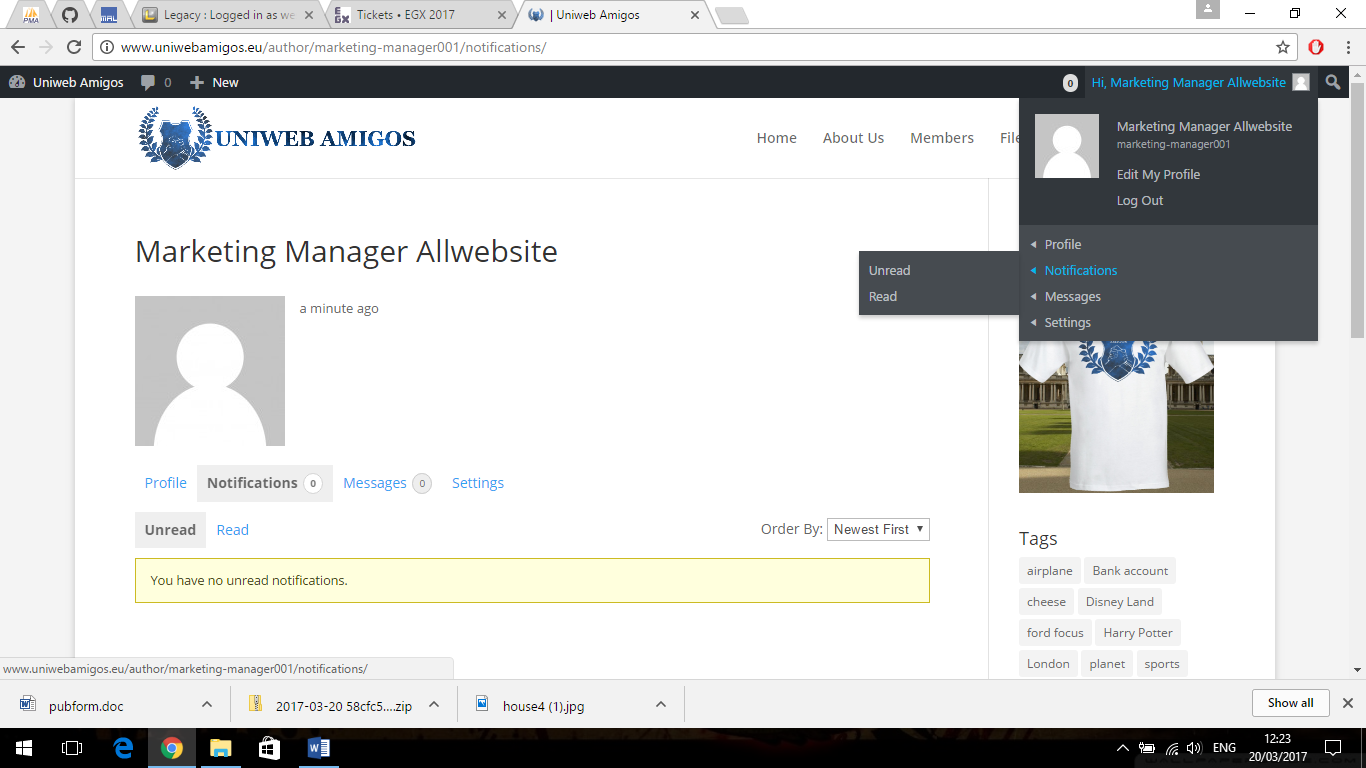 PMA
MAL
Legacy : Logged in as we
EGX Tickets • EGX 2017
| Uniweb Amigos
www.uniwebamigos.eu/author/marketing-manager001/notifications/
Uniweb Amigos 0 New
0 Hi, Marketing Manager Allwebsite
UNIWEB AMIGOS
Home About Us Members File
Marketing Manager Allwebsite
marketing-manager001
Edit My Profile
Log Out
Profile
Notifications
Messages
Settings
Unread
Read
Marketing Manager Allwebsite
a minute ago
Profile Notifications 0 Messages 0 Settings
Unread Read
Order By: Newest First
You have no unread notifications.
AMIGOS
Tags
airplane Bank account
cheese Disney Land
ford focus Harry Potter
London planet sports
www.uniwebamigos.eu/author/marketing-manager001/notifications/
pubform.doc
2017-03-20 58cfc5....zip
house4 (1).jpg
Show all
ENG
12:23
20/03/2017